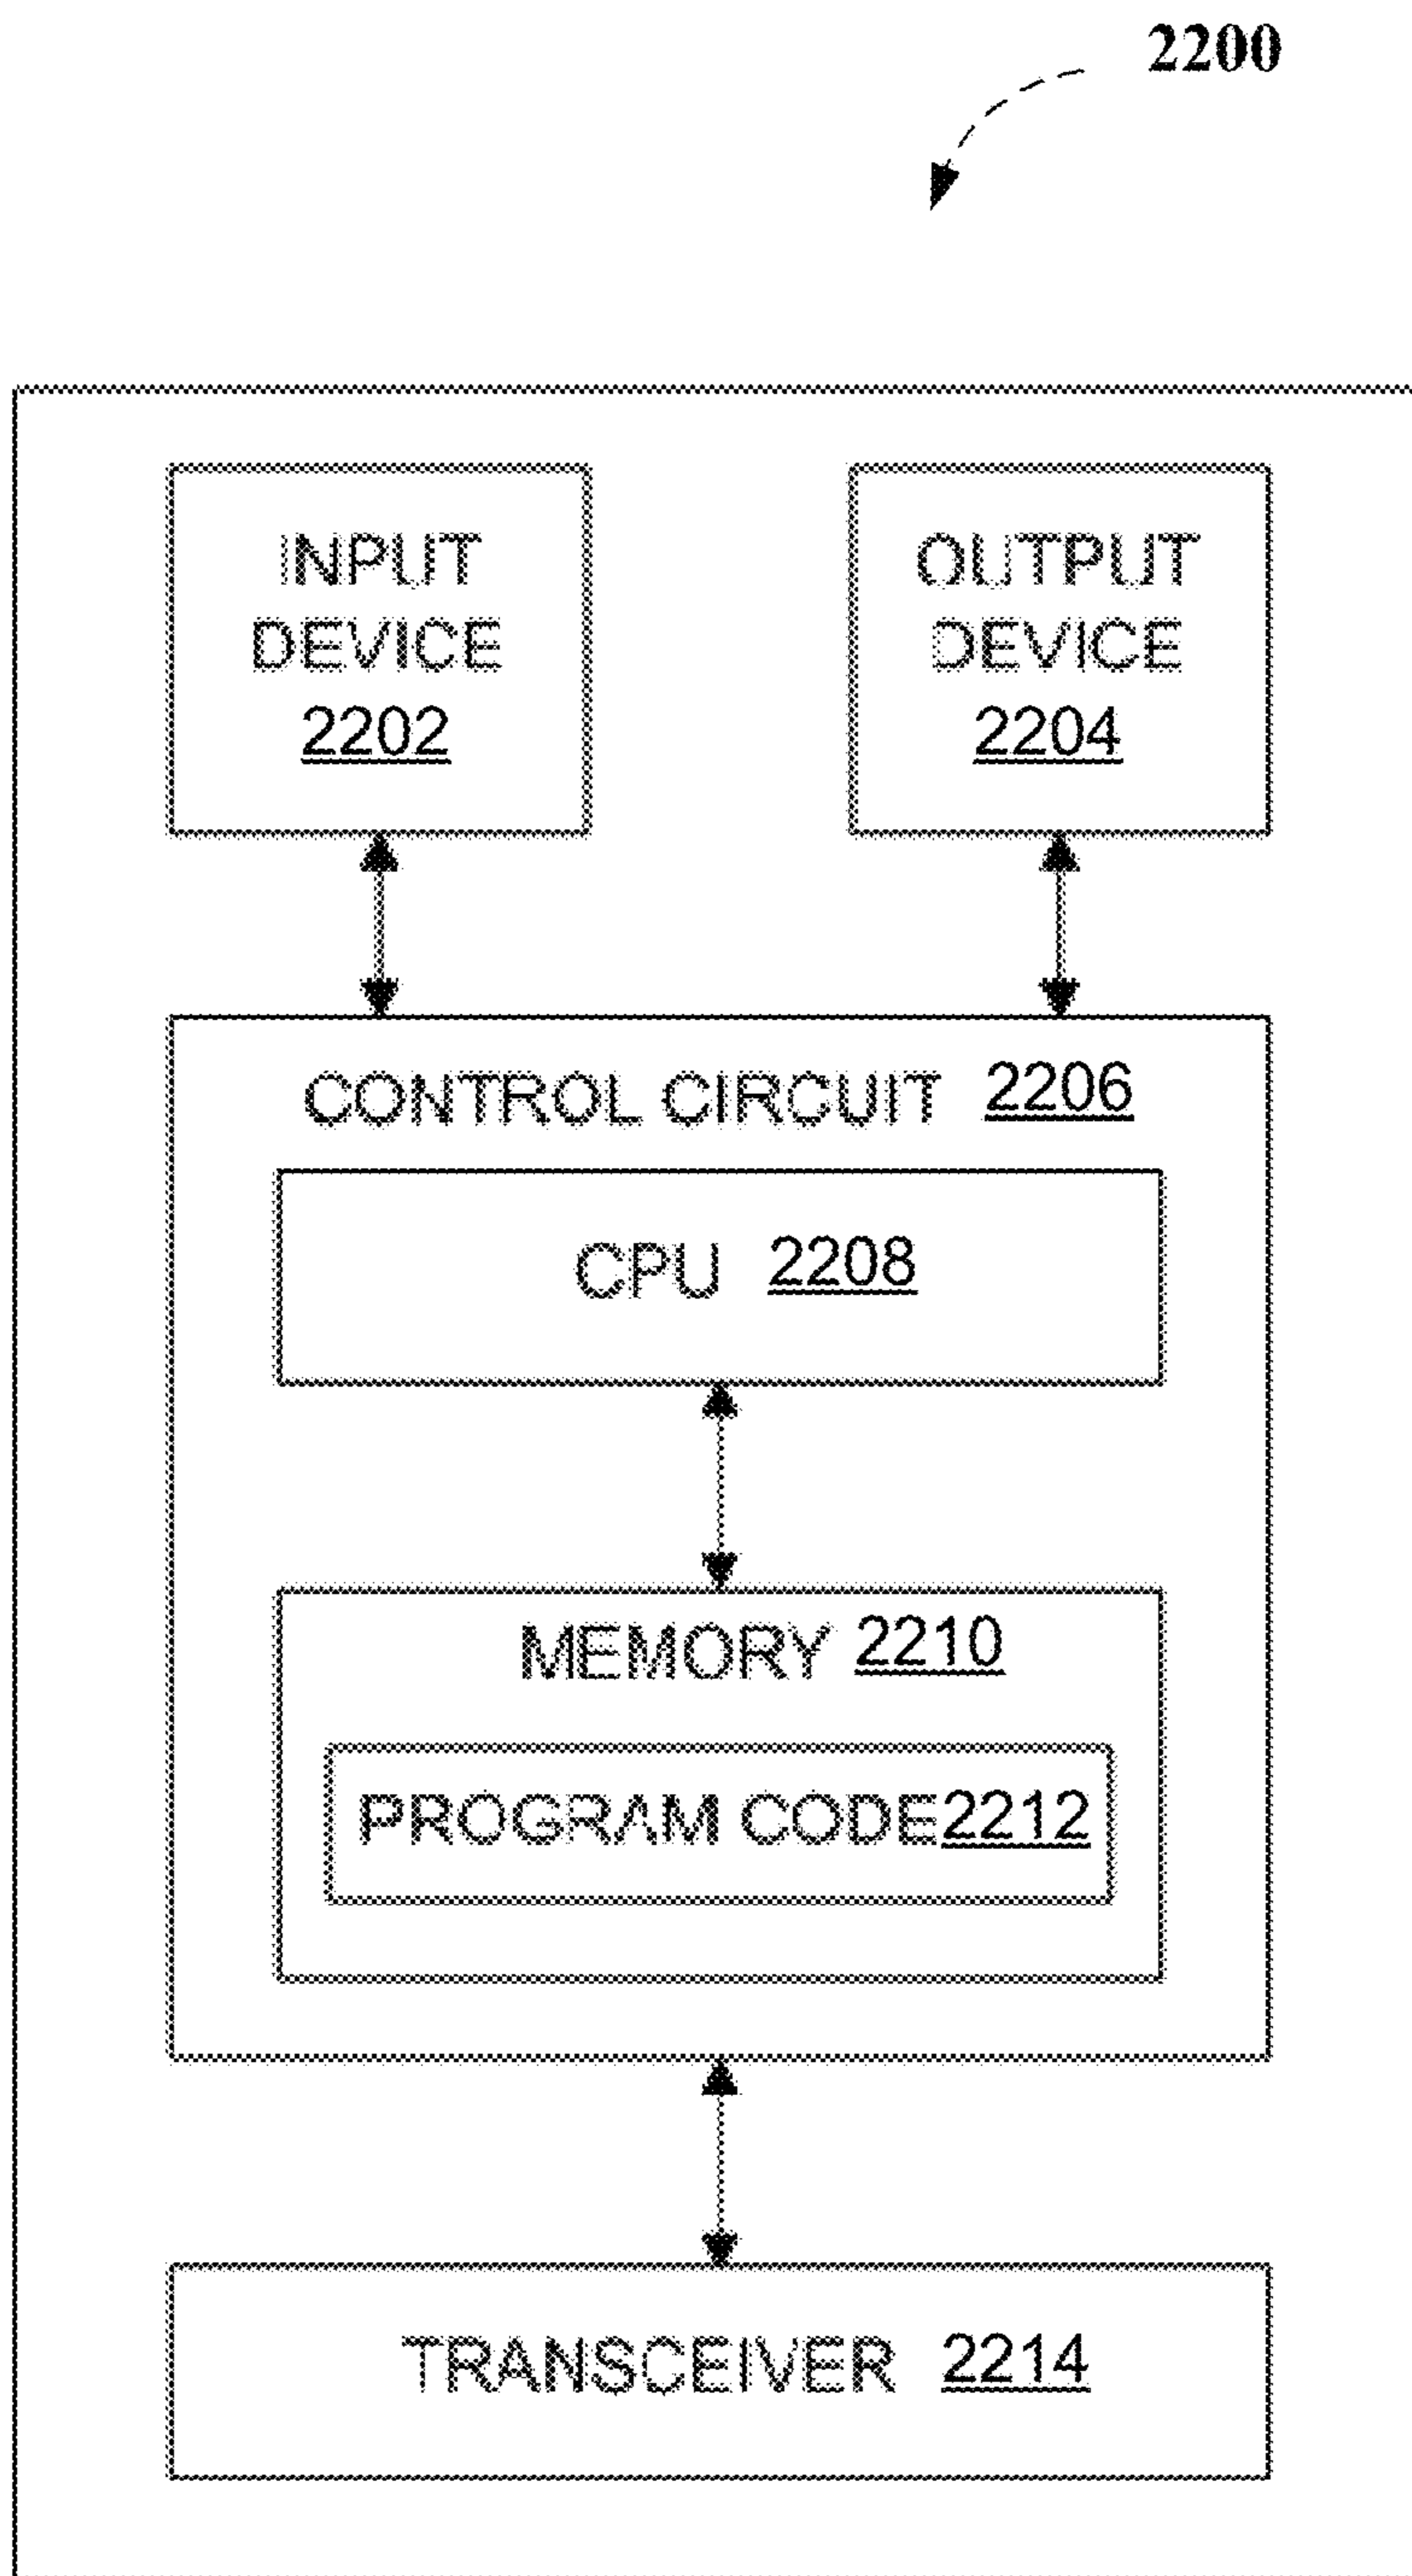 2200
INPUT
DEVICE
2202
OUTPUT
DEVICE
2204
CONTROL CIRCUIT 2206
CPU 2208
MEMORY 2210
PROGRAM CODE2212
TRANSCEIVER 2214